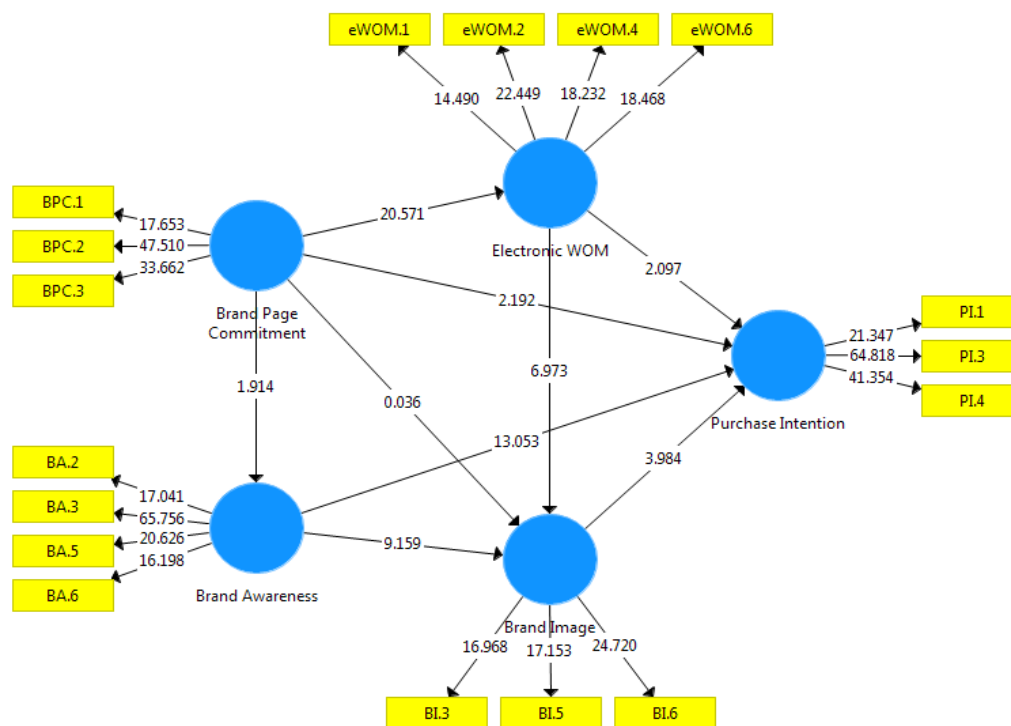 eWOM.1
eWOM.2
eWOM.4
eWOM.6
14.490
22.449
18.232
18.468
BPC.1
BPC.2
BPC.3
17.653
47.510
33.662
20.571
Electronic WOM
Brand Page
Commitment
2.097
2.192
PI.1
PI.3
PI.4
21.347
64.818
41.354
1.914
0.036
6.973
Purchase Intention
13.053
3.984
BA.2
BA.3
BA.5
BA.6
17.041
65.756
20.626
16.198
9.159
Brand Awareness
Brand Image
16.968
17.153
24.720
BI.3
BI.5
BI.6